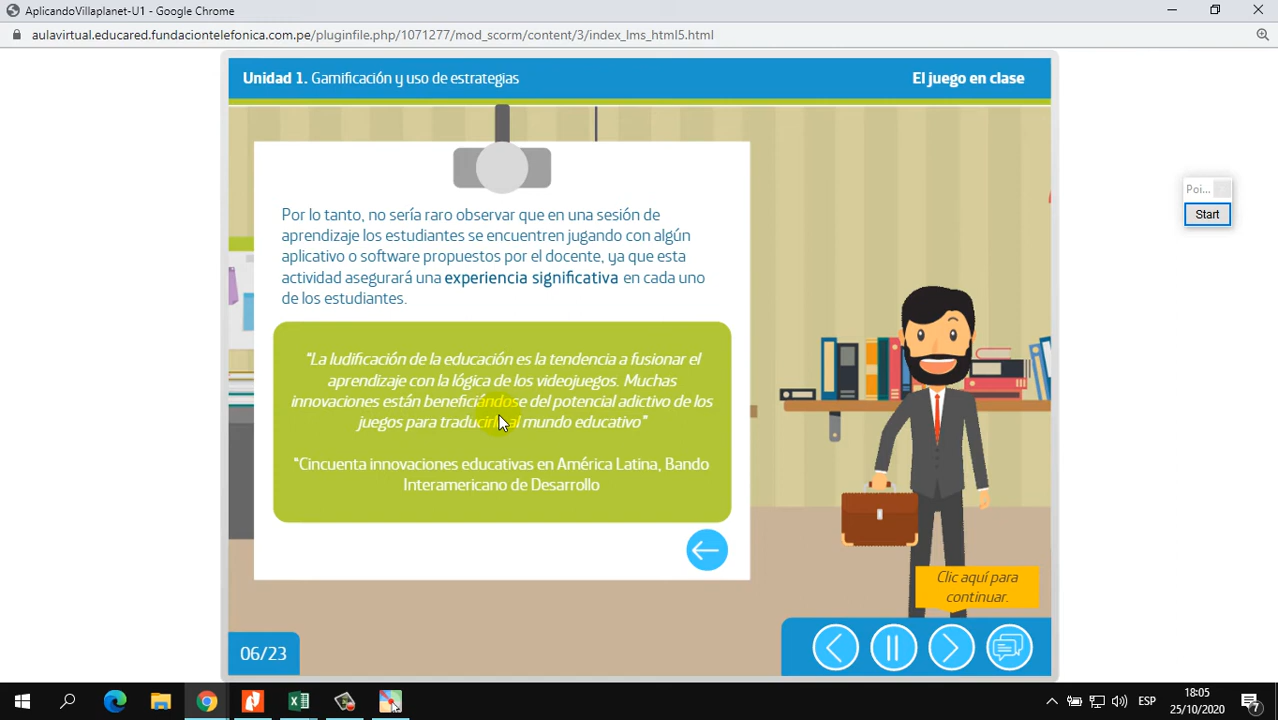 AplicandoVillaplanet-U1 - Google Chrome
aulavirtual.educared.fundaciontelefonica.com.pe/pluginfile.php/1071277/mod_scorm/content/3/index_lms_html5.html
Unidad 1. Gamificación y uso de estrategias
El juego en clase
Por lo tanto, no sería raro observar que en una sesión de
aprendizaje los estudiantes se encuentren jugando con algún
aplicativo o software propuestos por el docente, ya que esta
actividad asegurará una experiencia significativa en cada uno
de los estudiantes.
"La ludificación de la educación es la tendencia a fusionar el
aprendizaje con la lógica de los videojuegos. Muchas
innovaciones están beneficiándose del potencial adictivo de los
juegos para traducirlo al mundo educativo"
"Cincuenta innovaciones educativas en América Latina, Bando
Interamericano de Desarrollo
Clic aquí para
continuar.
06/23
Poi...
Start
ESP
18:05
25/10/2020
7